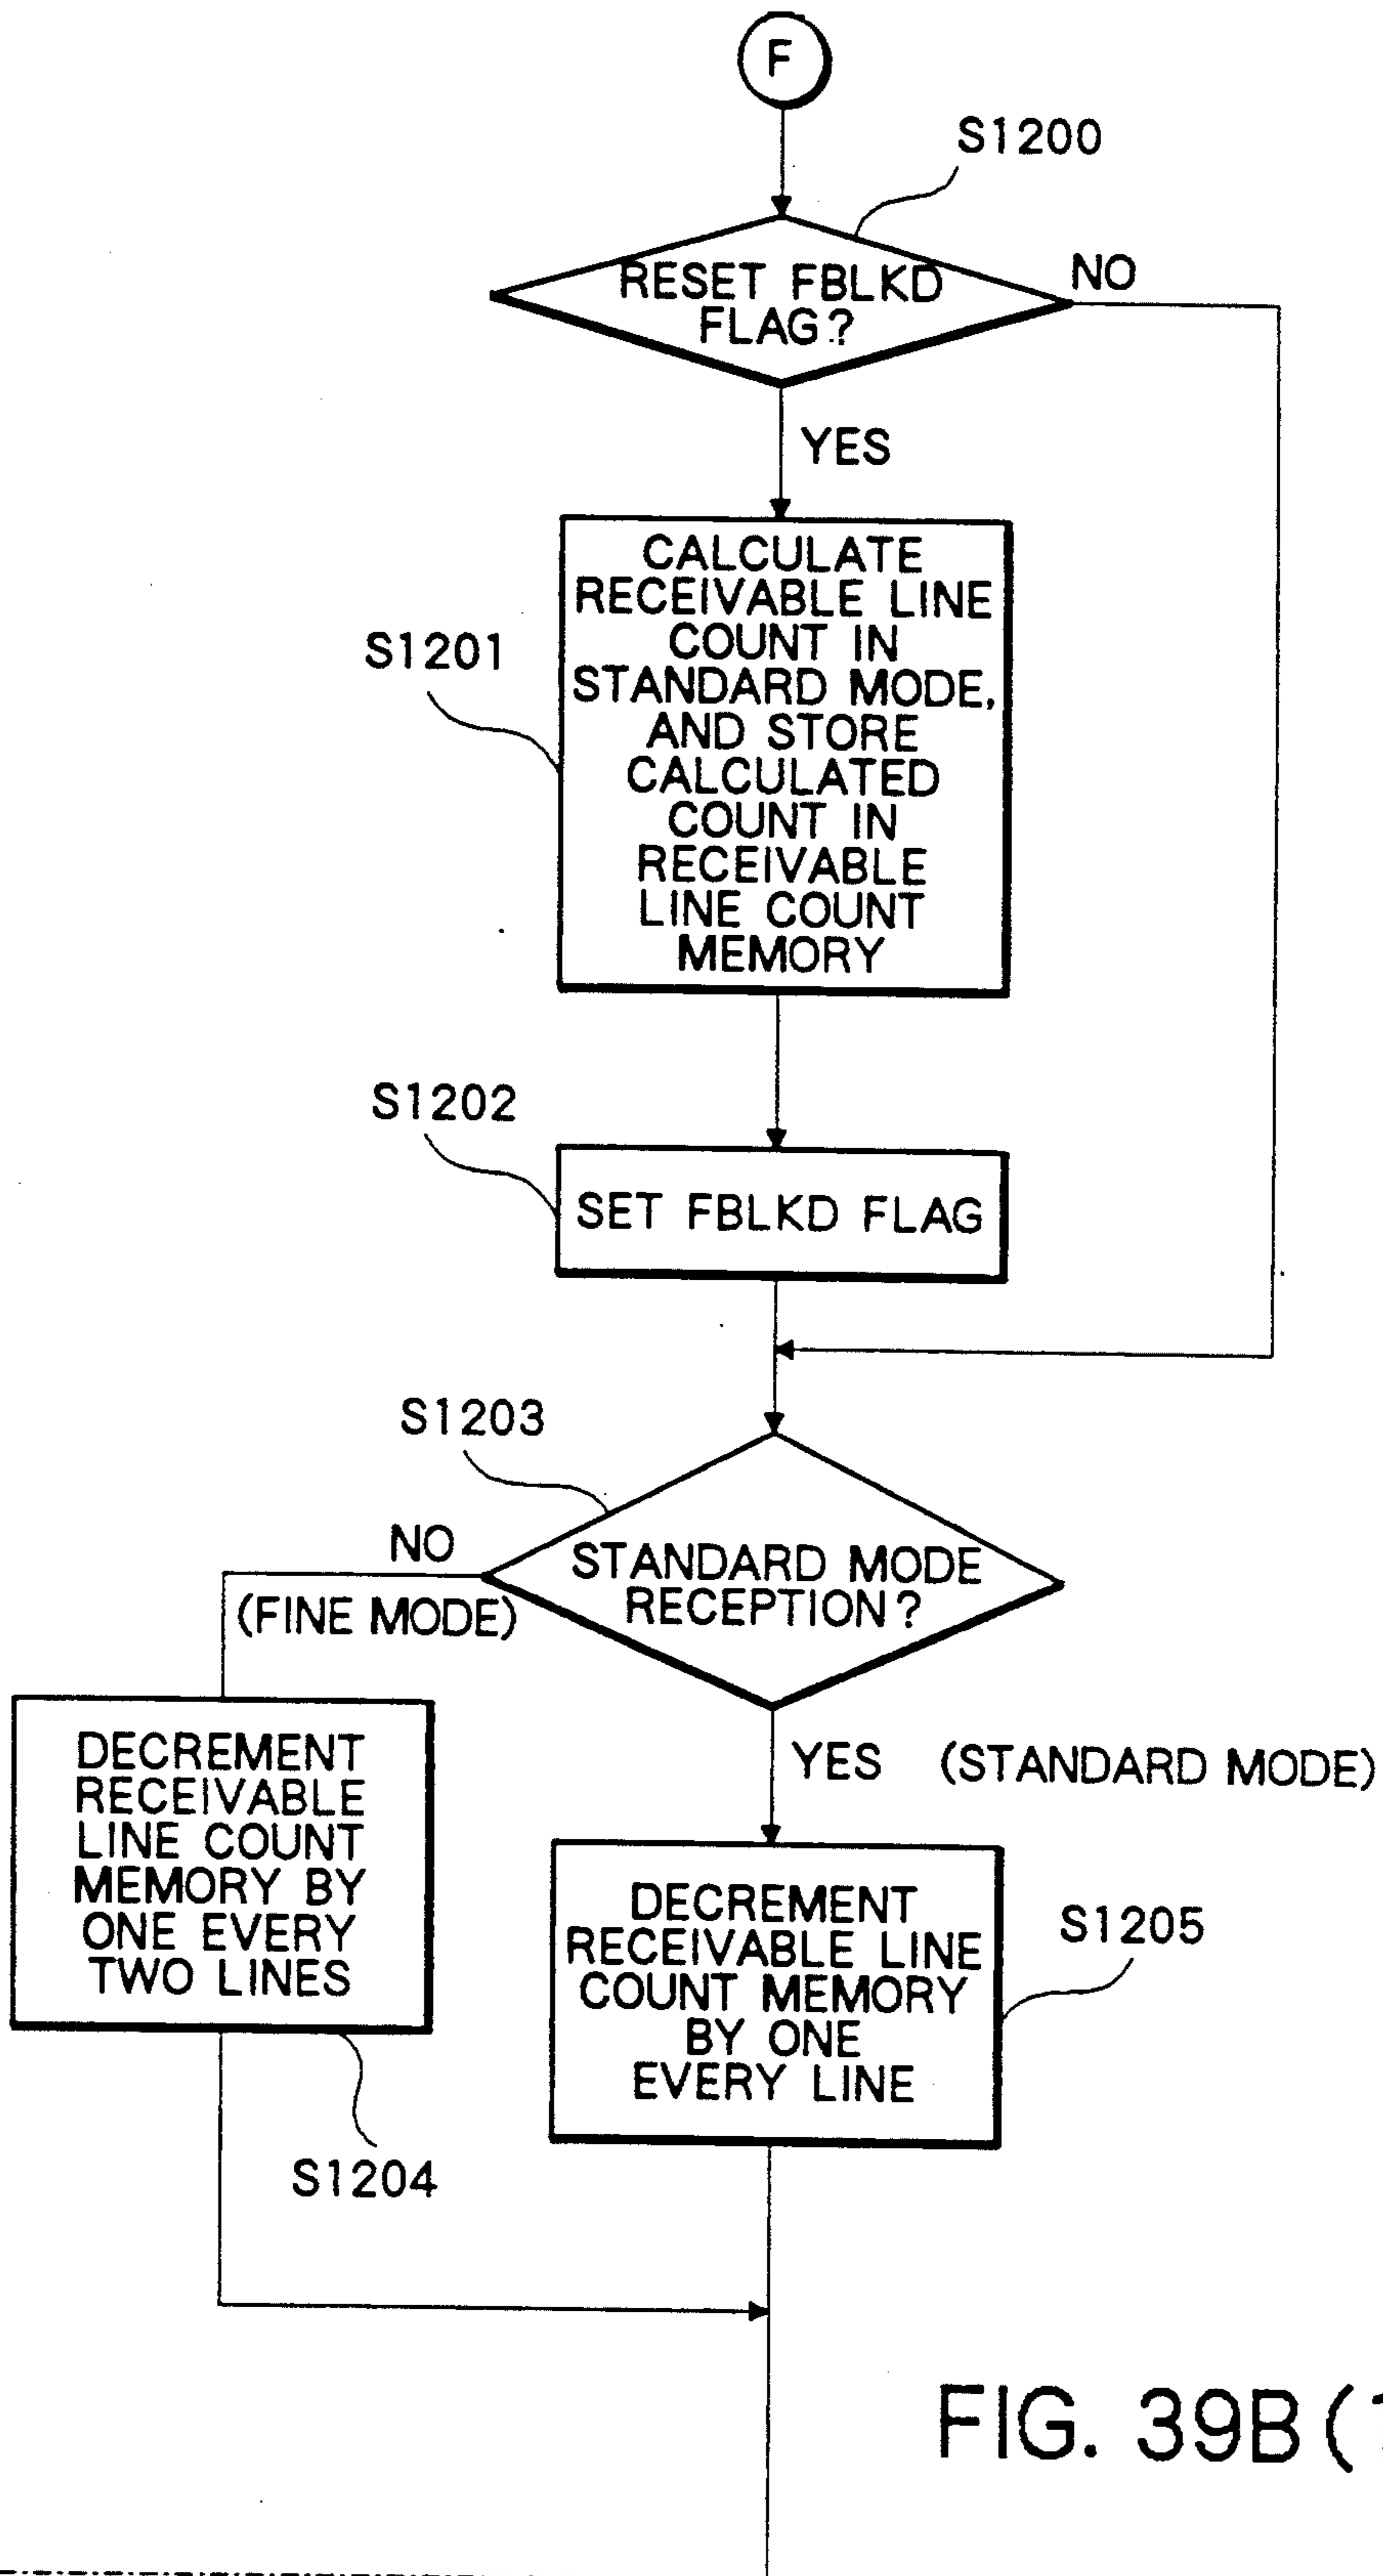 F
S1200
RESET FBLKD
FLAG?
NO
YES
S1201
CALCULATE
RECEIVABLE LINE
COUNT IN
STANDARD MODE,
AND STORE
CALCULATED
COUNT IN
RECEIVABLE
LINE COUNT
MEMORY
S1202
SET FBLKD FLAG
S1203
STANDARD MODE
RECEPTION?
NO
(FINE MODE)
YES (STANDARD MODE)
DECREMENT
RECEIVABLE
LINE COUNT
MEMORY BY
ONE EVERY
TWO LINES
S1204
DECREMENT
RECEIVABLE LINE
COUNT MEMORY
BY ONE
EVERY LINE
S1205
FIG. 39B (1